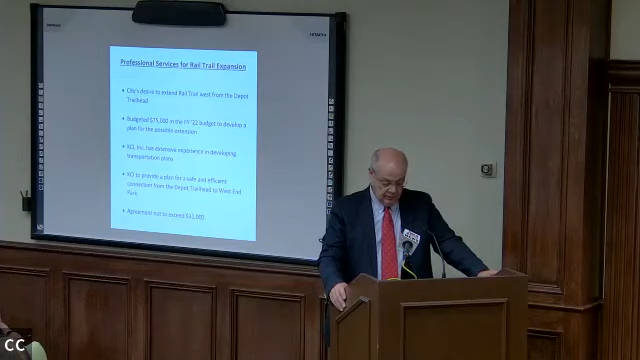 HITACHI
Professional Services for Rail Trail Expansion
• City's desire to extend Rail Trail west from the Depot
Trailhead
• Budgeted $75,000 in the FY '22 budget to develop a
plan for the possible extension.
• KCI, Inc. has extensive experience in developing
transportation plans
• KCI to provide a plan for a safe and efficient
connection from the Depot Trailhead to West End
Park.
• Agreement not to exceed $32,000
CC